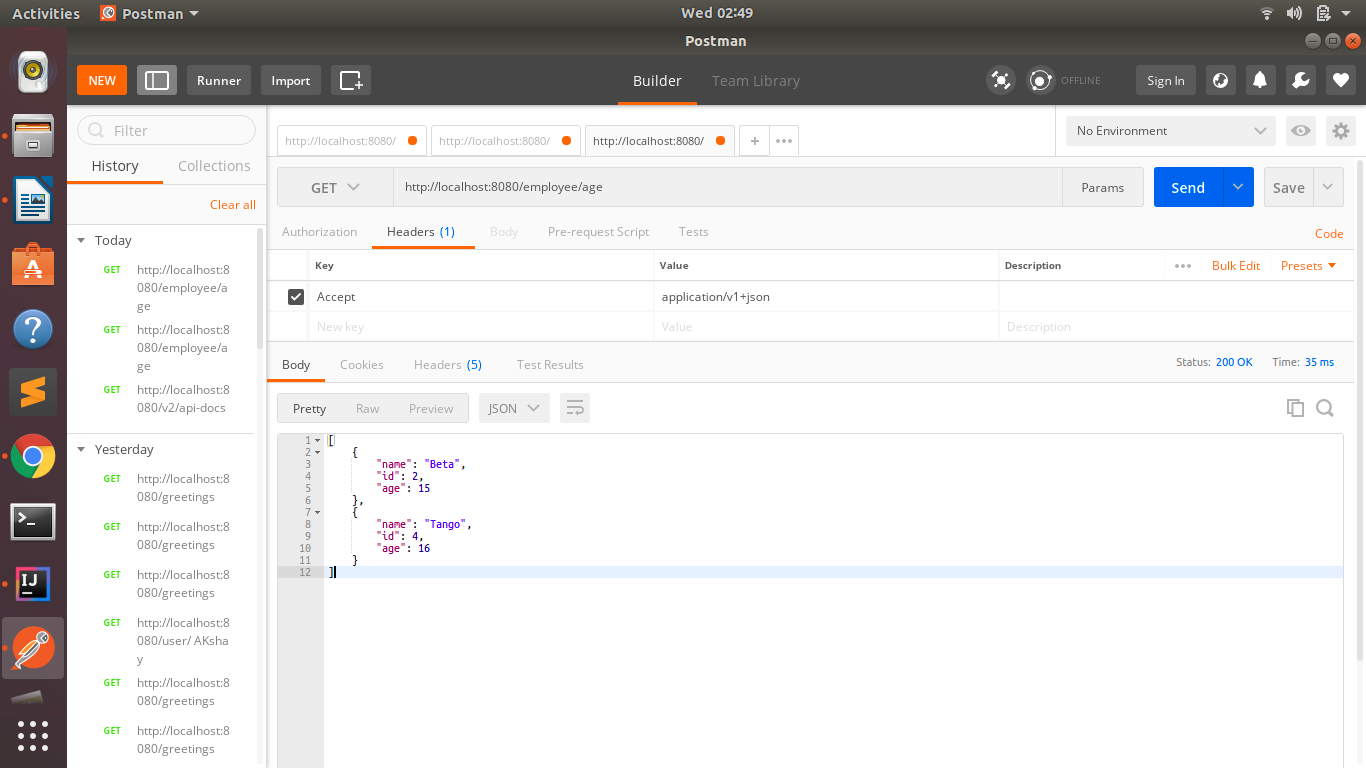 Activities Postman Wed 02:49
Postman
NEW Runner Import Builder Team Library OFFLINE Sign In
Filter
History Collections
Clear all
Today
GET http://localhost:8
080/employee/a
ge
GET http://localhost:8
080/employee/a
ge
GET http://localhost:8
080/v2/api-docs
Yesterday
GET http://localhost:8
080/greetings
GET http://localhost:8
080/greetings
GET http://localhost:8
080/greetings
GET http://localhost:8
080/user/ AKsha
y
GET http://localhost:8
080/greetings
GET http://localhost:8
080/greetings
http://localhost:8080/ http://localhost:8080/ http://localhost:8080/ + ••• No Environment
GET http://localhost:8080/employee/age Params Send Save
Authorization Headers (1) Body Pre-request Script Tests Code
Key Value Description ••• Bulk Edit Presets
Accept application/v1+json
New key Value Description
Body Cookies Headers (5) Test Results Status: 200 OK Time: 35 ms
Pretty Raw Preview JSON
1 [
2 {
3 "name": "Beta",
4 "id": 2,
5 "age": 15
6 },
7 {
8 "name": "Tango",
9 "id": 4,
10 "age": 16
11 }
12 ]